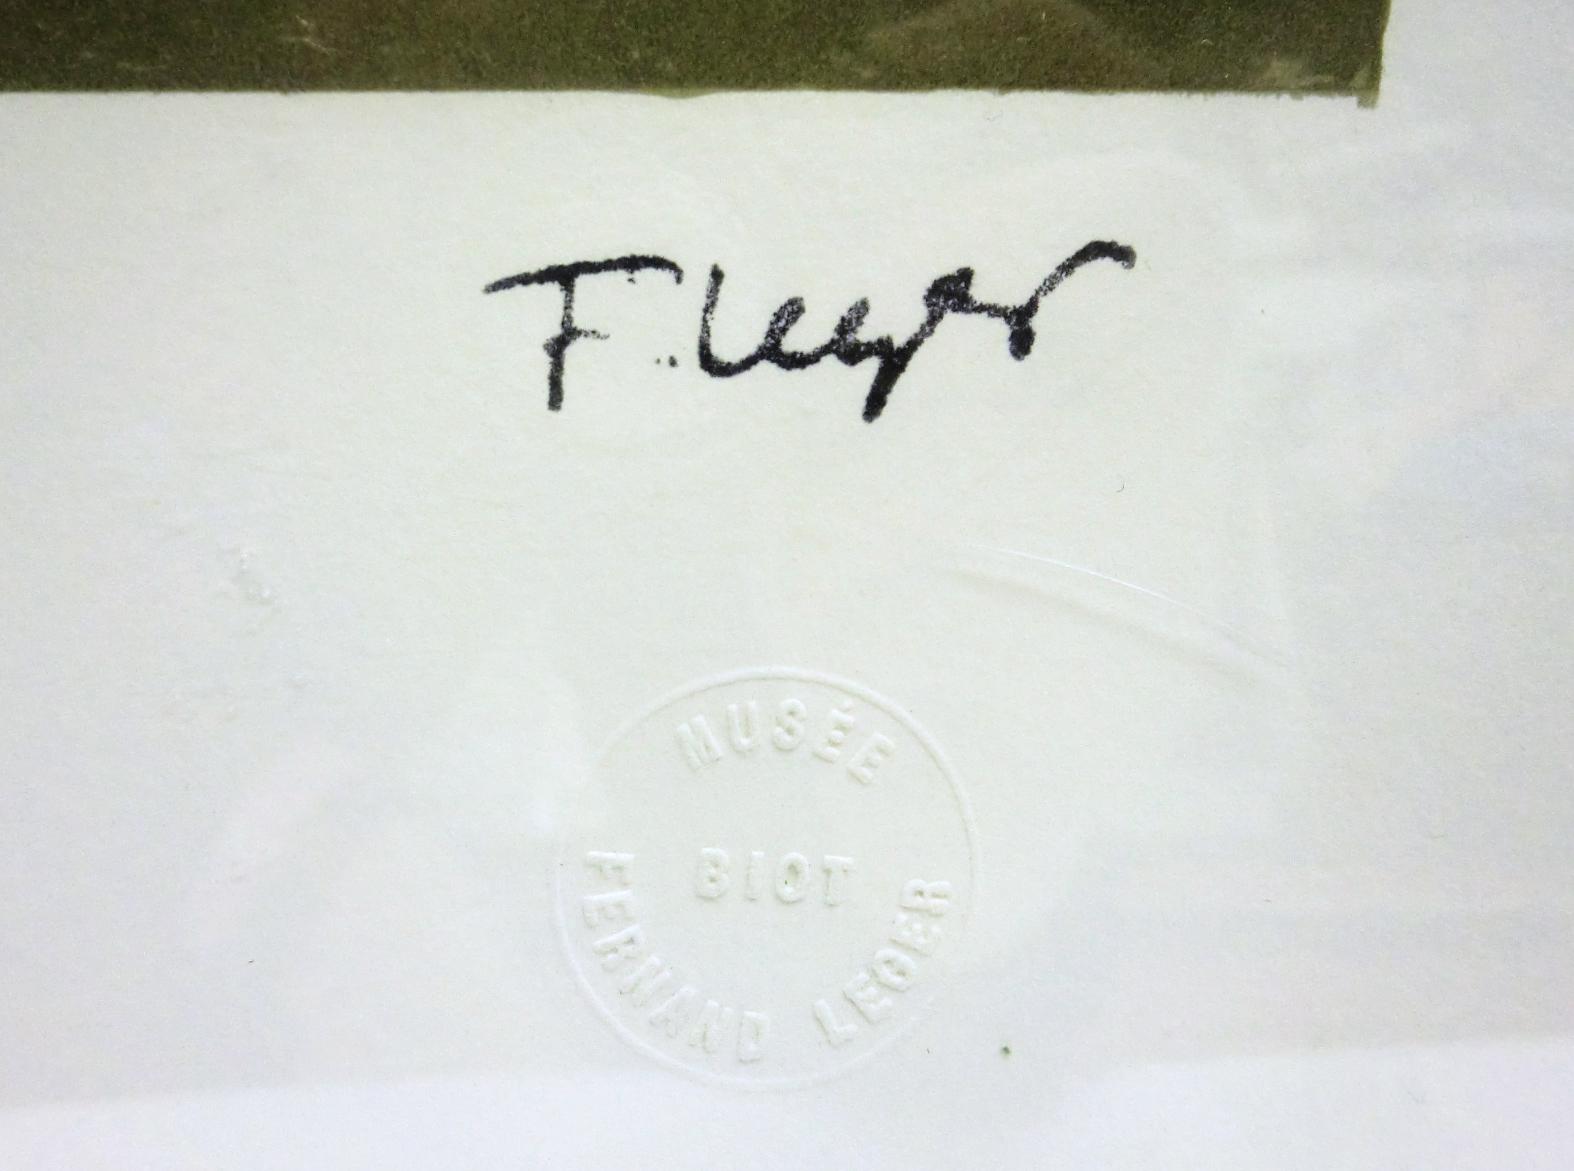 F. Leger
MUSÉE
BIOT
FERNAND LEGER